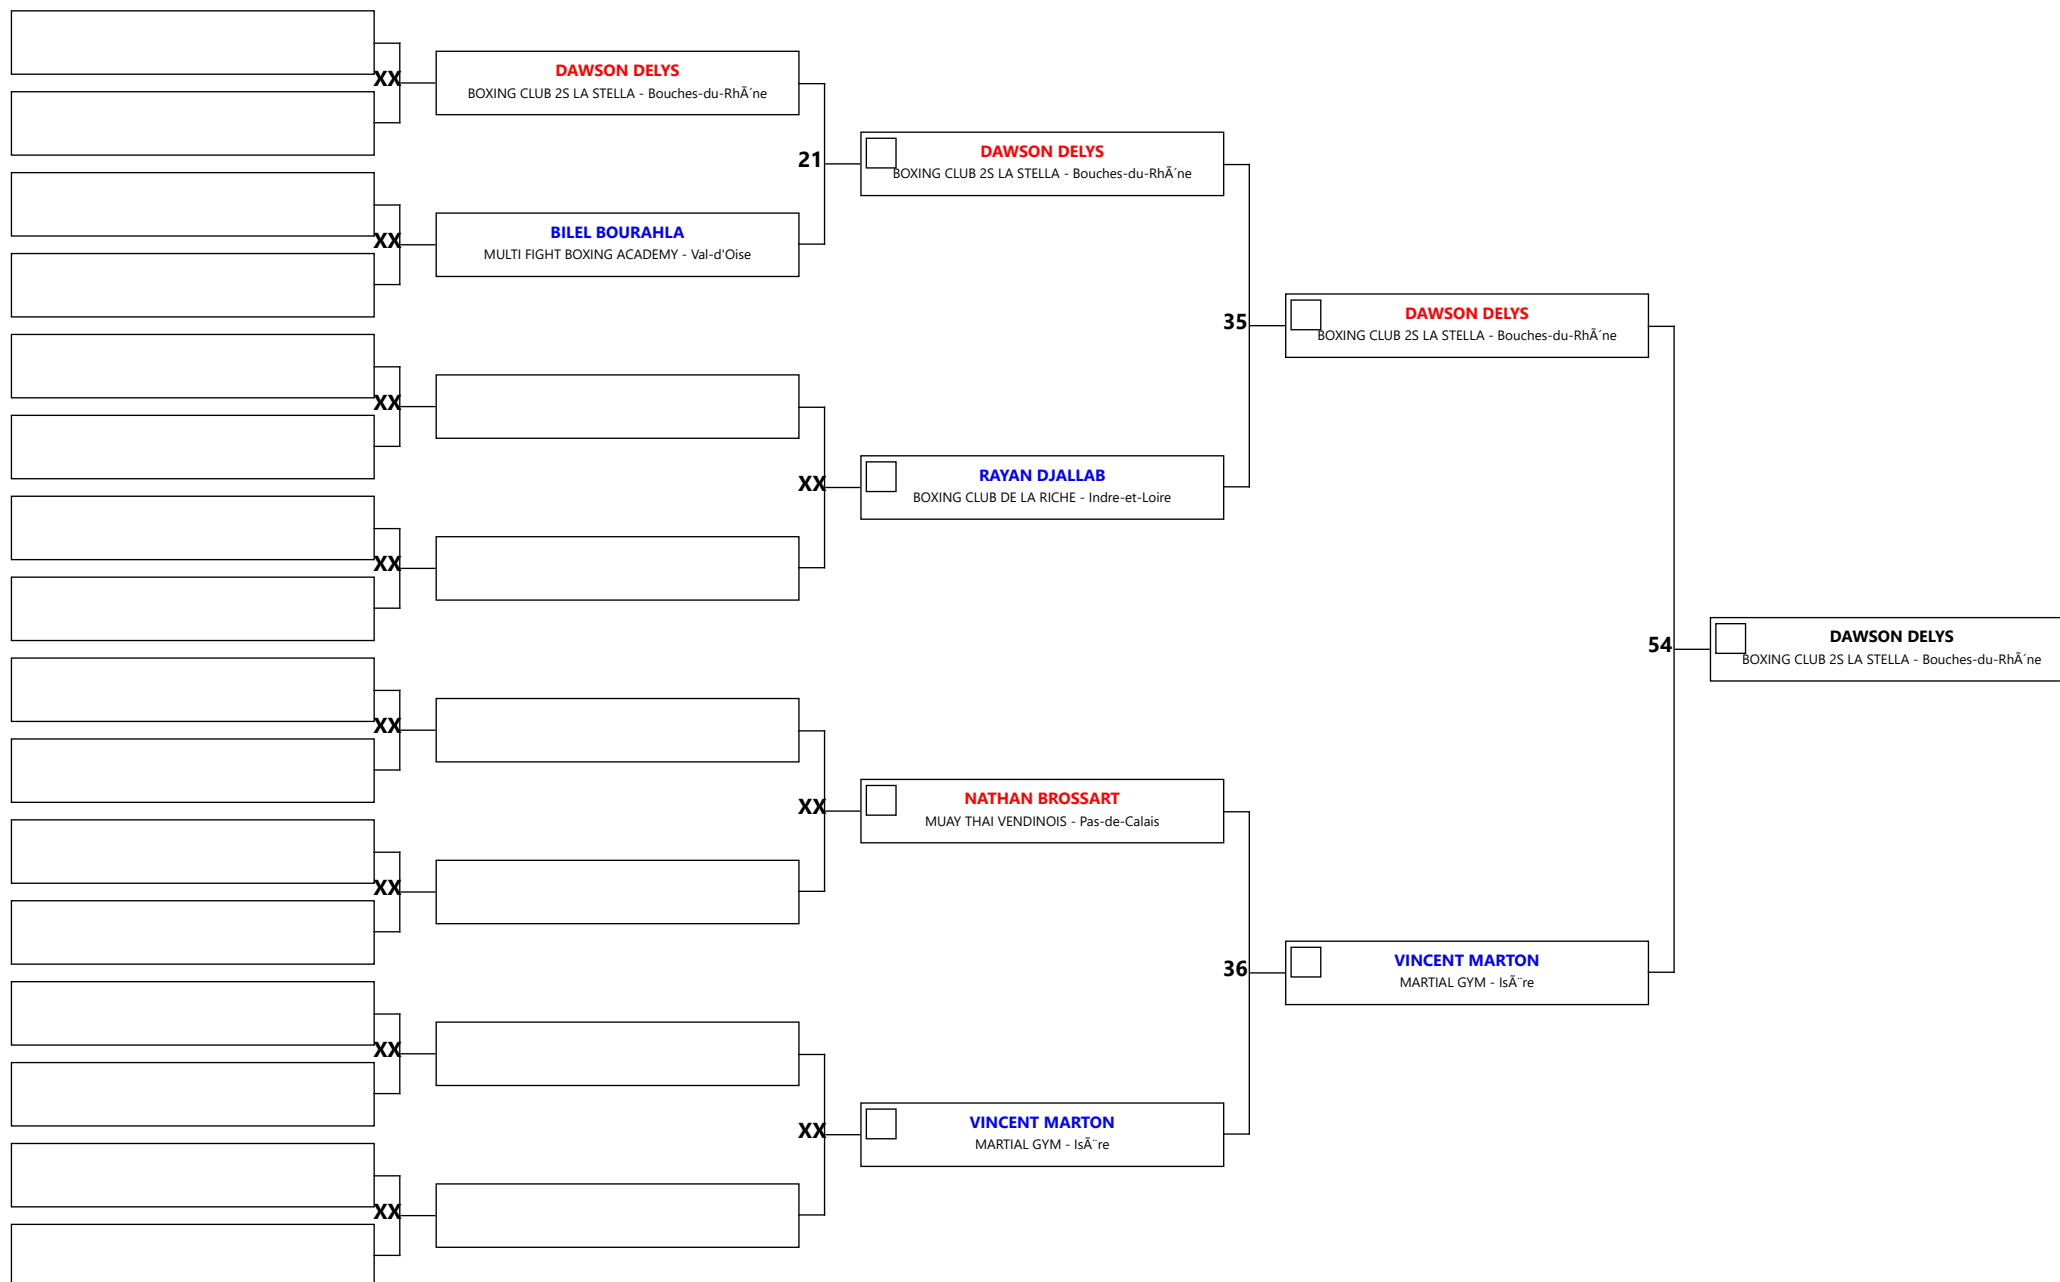 XX
DAWSON DELYS
BOXING CLUB 2S LA STELLA - Bouches-du-RhÃ´ne
21
XX
BILEL BOURAHLA
MULTI FIGHT BOXING ACADEMY - Val-d'Oise
DAWSON DELYS
BOXING CLUB 2S LA STELLA - Bouches-du-RhÃ´ne
35
XX
XX
XX
RAYAN DJALLAB
BOXING CLUB DE LA RICHE - Indre-et-Loire
DAWSON DELYS
BOXING CLUB 2S LA STELLA - Bouches-du-RhÃ´ne
54
XX
XX
XX
NATHAN BROSSART
MUAY THAI VENDINOIS - Pas-de-Calais
36
XX
XX
XX
VINCENT MARTON
MARTIAL GYM - IsÃ¨re
VINCENT MARTON
MARTIAL GYM - IsÃ¨re
DAWSON DELYS
BOXING CLUB 2S LA STELLA - Bouches-du-RhÃ´ne